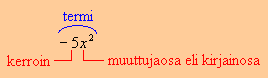 termi
−5x²
kerroin
muuttujaosa eli kirjainosa